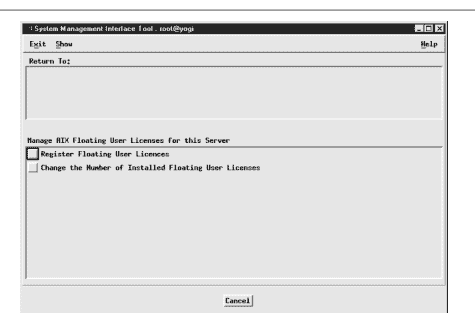 System Management Interface Tool : root@yogi
Exit Show Help
Return To:
Manage AIX Floating User Licenses for this Server
Register Floating User Licences
Change the Number of Installed Floating User Licenses
Cancel